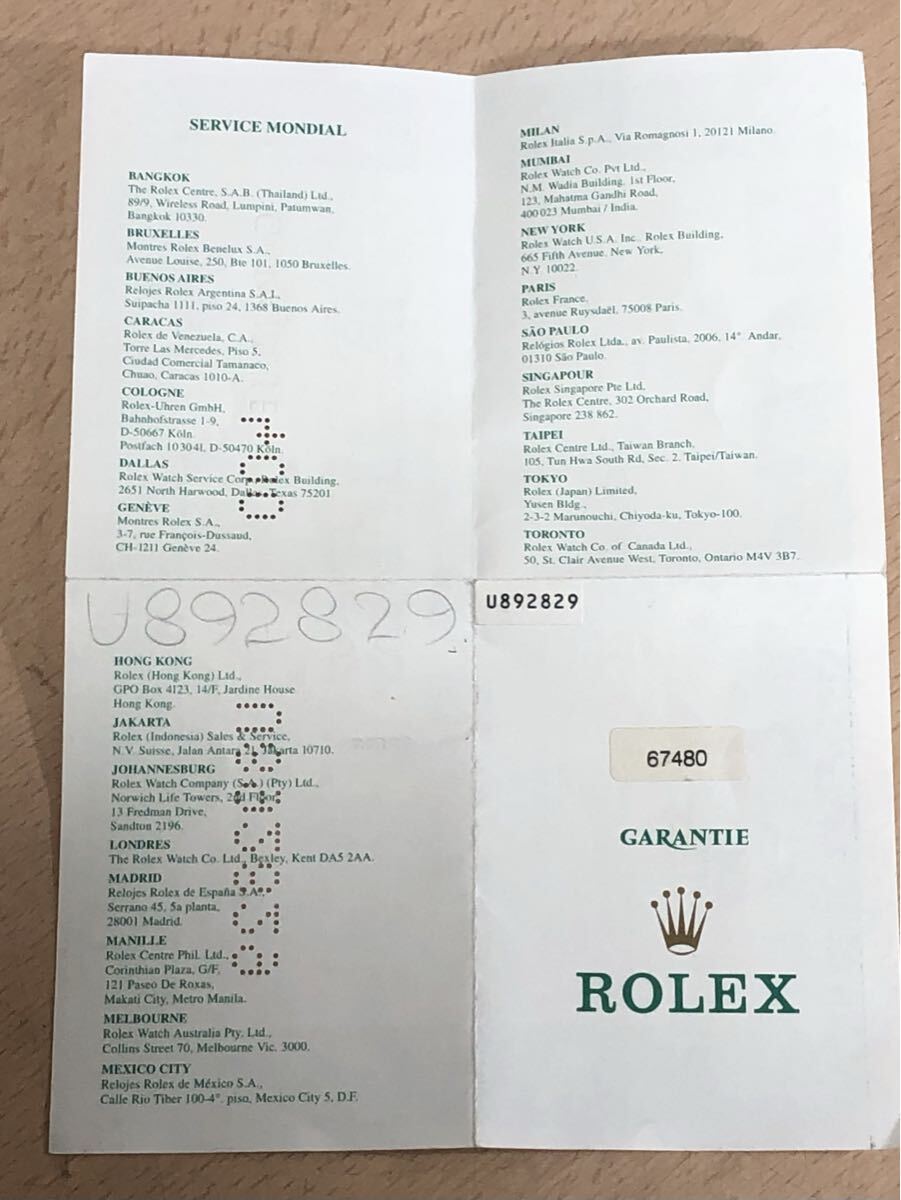 SERVICE MONDIAL
BANGKOK
The Rolex Centre, S.A.B. (Thailand) Ltd.,
89/9, Wireless Road, Lumpini, Patumwan,
Bangkok 10330.
BRUXELLES
Montres Rolex Benelux S.A.,
Avenue Louise, 250, Bte 101, 1050 Bruxelles.
BUENOS AIRES
Relojes Rolex Argentina S.A.I.,
Suipacha 1111, piso 24, 1368 Buenos Aires.
CARACAS
Rolex de Venezuela, C.A.,
Torre Las Mercedes, Piso 5,
Ciudad Comercial Tamanaco,
Chuao, Caracas 1010-A.
COLOGNE
Rolex-Uhren GmbH,
Bahnhofstrasse 1-9,
D-50667 Köln.
Postfach 103041, D-50470 Köln.
DALLAS
Rolex Watch Service Corp., Rolex Building,
2651 North Harwood, Dallas, Texas 75201
GENÈVE
Montres Rolex S.A.,
3-7, rue François-Dussaud,
CH-1211 Genève 24.
MILAN
Rolex Italia S.p.A., Via Romagnosi 1, 20121 Milano.
MUMBAI
Rolex Watch Co. Pvt Ltd.,
N.M. Wadia Building. 1st Floor,
123, Mahatma Gandhi Road,
400 023 Mumbai / India.
NEW YORK
Rolex Watch U.S.A. Inc., Rolex Building,
665 Fifth Avenue. New York,
N.Y. 10022.
PARIS
Rolex France,
3, avenue Ruysdaël, 75008 Paris.
SÃO PAULO
Relógios Rolex Ltda., av. Paulista, 2006, 14° Andar,
01310 São Paulo.
SINGAPOUR
Rolex Singapore Pte Ltd.
The Rolex Centre, 302 Orchard Road,
Singapore 238 862.
TAIPEI
Rolex Centre Ltd., Taiwan Branch,
105, Tun Hwa South Rd, Sec. 2. Taipei/Taiwan.
TOKYO
Rolex (Japan) Limited,
Yusen Bldg.,
2-3-2 Marunouchi, Chiyoda-ku, Tokyo-100.
TORONTO
Rolex Watch Co. of Canada Ltd.,
50, St. Clair Avenue West, Toronto, Ontario M4V 3B7.
U892829
HONG KONG
Rolex (Hong Kong) Ltd.,
GPO Box 4123, 14/F, Jardine House
Hong Kong.
JAKARTA
Rolex (Indonesia) Sales & Service,
N.V. Suisse, Jalan Antara 21, Jakarta 10710.
JOHANNESBURG
Rolex Watch Company (S.A.) (Pty) Ltd.,
Norwich Life Towers, 2nd Floor
13 Fredman Drive,
Sandton 2196.
LONDRES
The Rolex Watch Co. Ltd., Bexley, Kent DA5 2AA.
MADRID
Relojes Rolex de España S.A.,
Serrano 45, 5a planta,
28001 Madrid.
MANILLE
Rolex Centre Phil. Ltd.,
Corinthian Plaza, G/F,
121 Paseo De Roxas,
Makati City, Metro Manila.
MELBOURNE
Rolex Watch Australia Pty. Ltd.,
Collins Street 70, Melbourne Vic. 3000.
MEXICO CITY
Relojes Rolex de México S.A.,
Calle Rio Tiber 100-4°. piso, Mexico City 5, D.F.
U892829
67480
GARANTIE
ROLEX